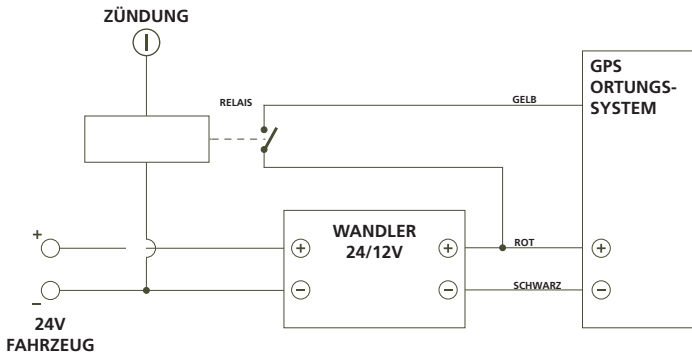 ZÜNDUNG
RELAIS
GELB
GPS
ORTUNGS-
SYSTEM
WANDLER
24/12V
+
+
+
ROT
+
–
–
–
SCHWARZ
–
24V
FAHRZEUG